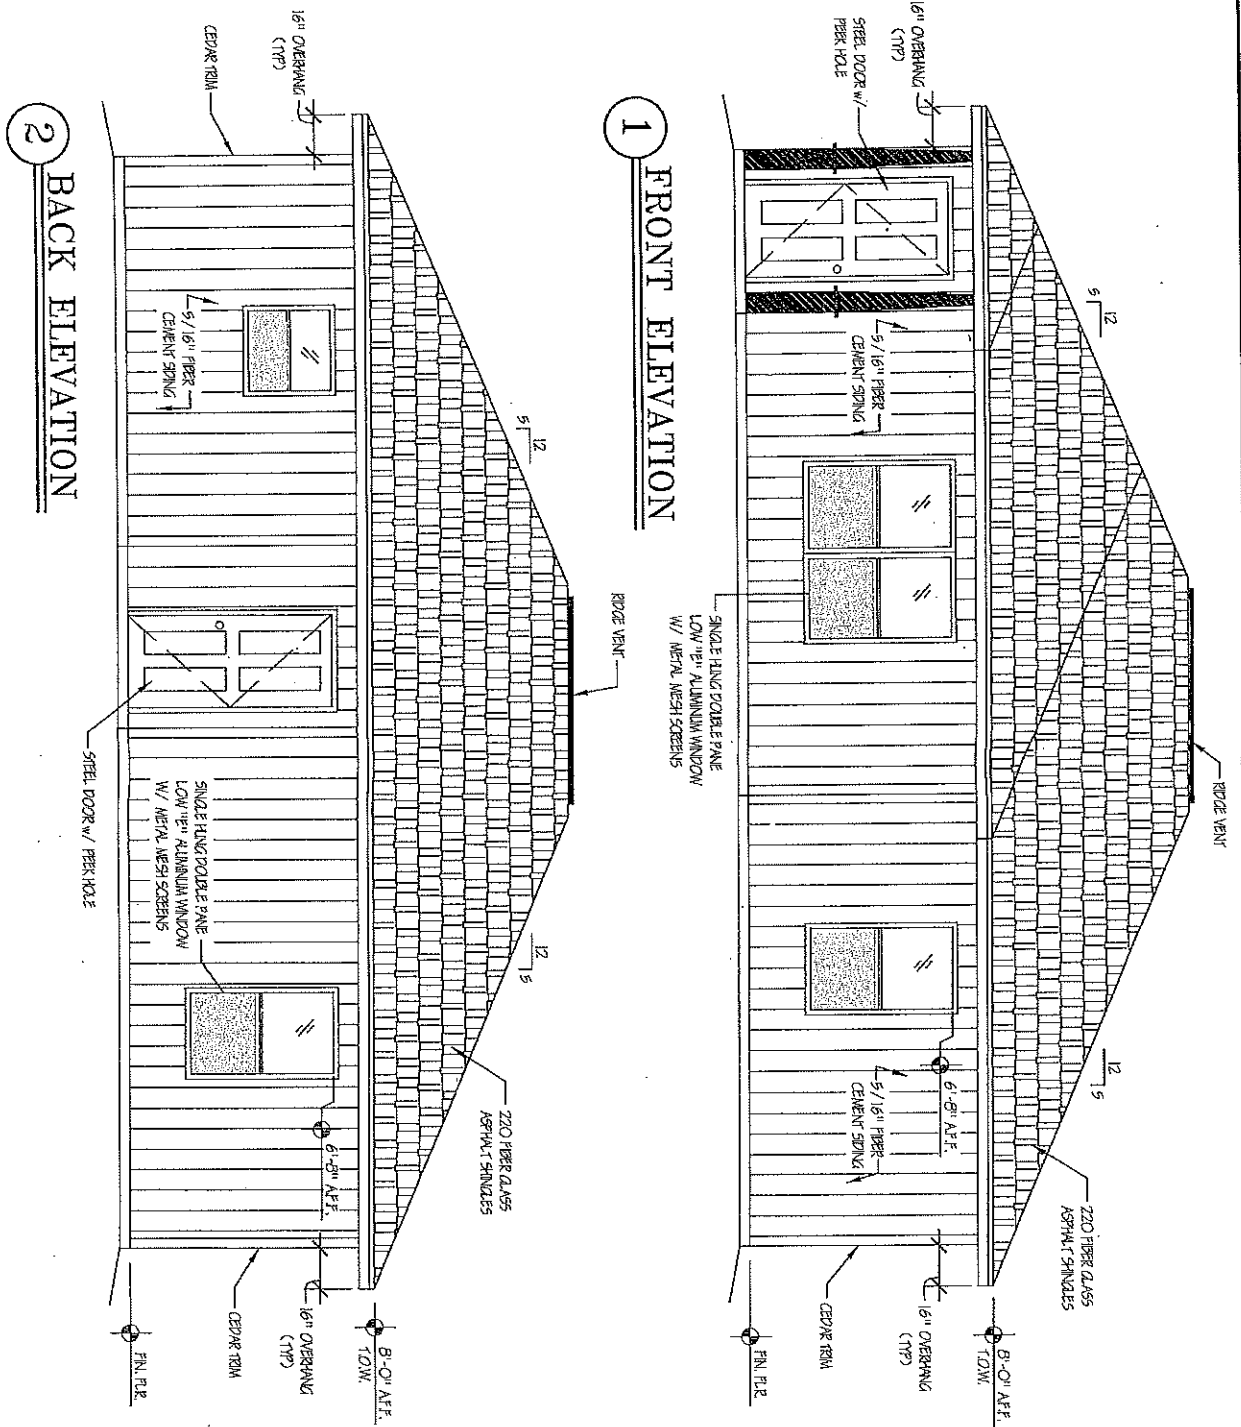 RIDGE VENT
12
5
12
5
220 FIBER GLASS
ASPHALT SHINGLES
16" OVERHANG
(TYP)
STEEL DOOR w/
PEEK HOLE
5/16" FIBER
CEMENT SIDING
6'-8" A.F.F.
5/16" FIBER
CEMENT SIDING
8'-0" A.F.F.
T.O.W.
16" OVERHANG
(TYP)
CEDAR TRIM
FIN. FLR.
SINGLE HUNG DOUBLE PANE
LOW "E" ALUMINUM WINDOW
W/ METAL MESH SCREENS
1
FRONT ELEVATION
RIDGE VENT
12
5
12
5
220 FIBER GLASS
ASPHALT SHINGLES
16" OVERHANG
(TYP)
CEDAR TRIM
5/16" FIBER
CEMENT SIDING
SINGLE HUNG DOUBLE PANE
LOW "E" ALUMINUM WINDOW
W/ METAL MESH SCREENS
6'-8" A.F.F.
8'-0" A.F.F.
T.O.W.
16" OVERHANG
(TYP)
CEDAR TRIM
FIN. FLR.
STEEL DOOR w/ PEEK HOLE
2
BACK ELEVATION